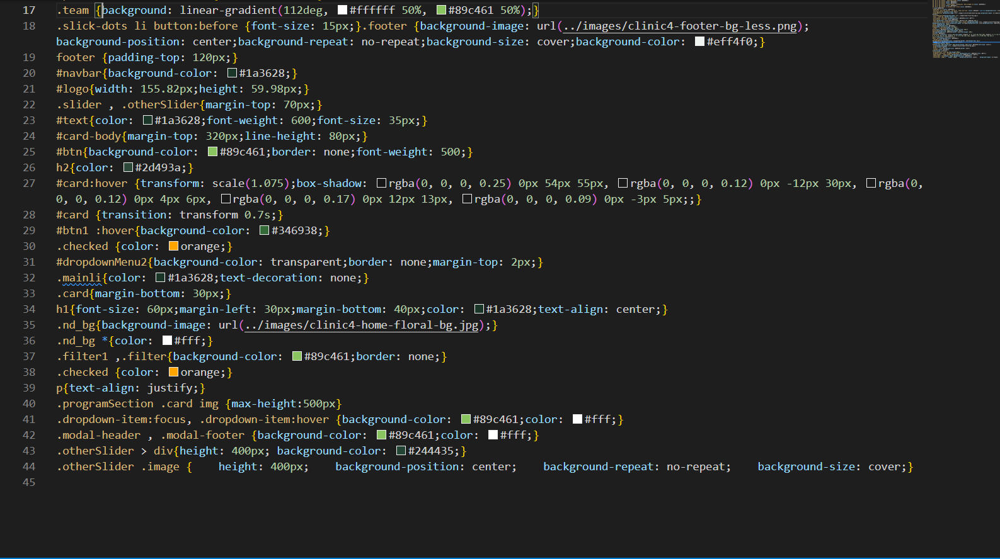 17 .team {background: linear-gradient(112deg, #ffffff 50%, #89c461 50%);}
18 .slick-dots li button:before {font-size: 15px;}.footer {background-image: url(../images/clinic4-footer-bg-less.png);
background-position: center;background-repeat: no-repeat;background-size: cover;background-color: #eff4f0;}
19 footer {padding-top: 120px;}
20 #navbar{background-color: #1a3628;}
21 #logo{width: 155.82px;height: 59.98px;}
22 .slider , .otherSlider{margin-top: 70px;}
23 #text{color: #1a3628;font-weight: 600;font-size: 35px;}
24 #card-body{margin-top: 320px;line-height: 80px;}
25 #btn{background-color: #89c461;border: none;font-weight: 500;}
26 h2{color: #2d493a;}
27 #card:hover {transform: scale(1.075);box-shadow: rgba(0, 0, 0, 0.25) 0px 54px 55px, rgba(0, 0, 0, 0.12) 0px -12px 30px, rgba(0,
0, 0, 0.12) 0px 4px 6px, rgba(0, 0, 0, 0.17) 0px 12px 13px, rgba(0, 0, 0, 0.09) 0px -3px 5px;;}
28 #card {transition: transform 0.7s;}
29 #btn1 :hover{background-color: #346938;}
30 .checked {color: orange;}
31 #dropdownMenu2{background-color: transparent;border: none;margin-top: 2px;}
32 .mainli{color: #1a3628;text-decoration: none;}
33 .card{margin-bottom: 30px;}
34 h1{font-size: 60px;margin-left: 30px;margin-bottom: 40px;color: #1a3628;text-align: center;}
35 .nd_bg{background-image: url(../images/clinic4-home-floral-bg.jpg);}
36 .nd_bg *{color: #fff;}
37 .filter1 ,.filter{background-color: #89c461;border: none;}
38 .checked {color: orange;}
39 p{text-align: justify;}
40 .programSection .card img {max-height:500px}
41 .dropdown-item:focus, .dropdown-item:hover {background-color: #89c461;color: #fff;}
42 .modal-header , .modal-footer {background-color: #89c461;color: #fff;}
43 .otherSlider > div{height: 400px; background-color: #244435;}
44 .otherSlider .image {    height: 400px;    background-position: center;    background-repeat: no-repeat;    background-size: cover;}
45